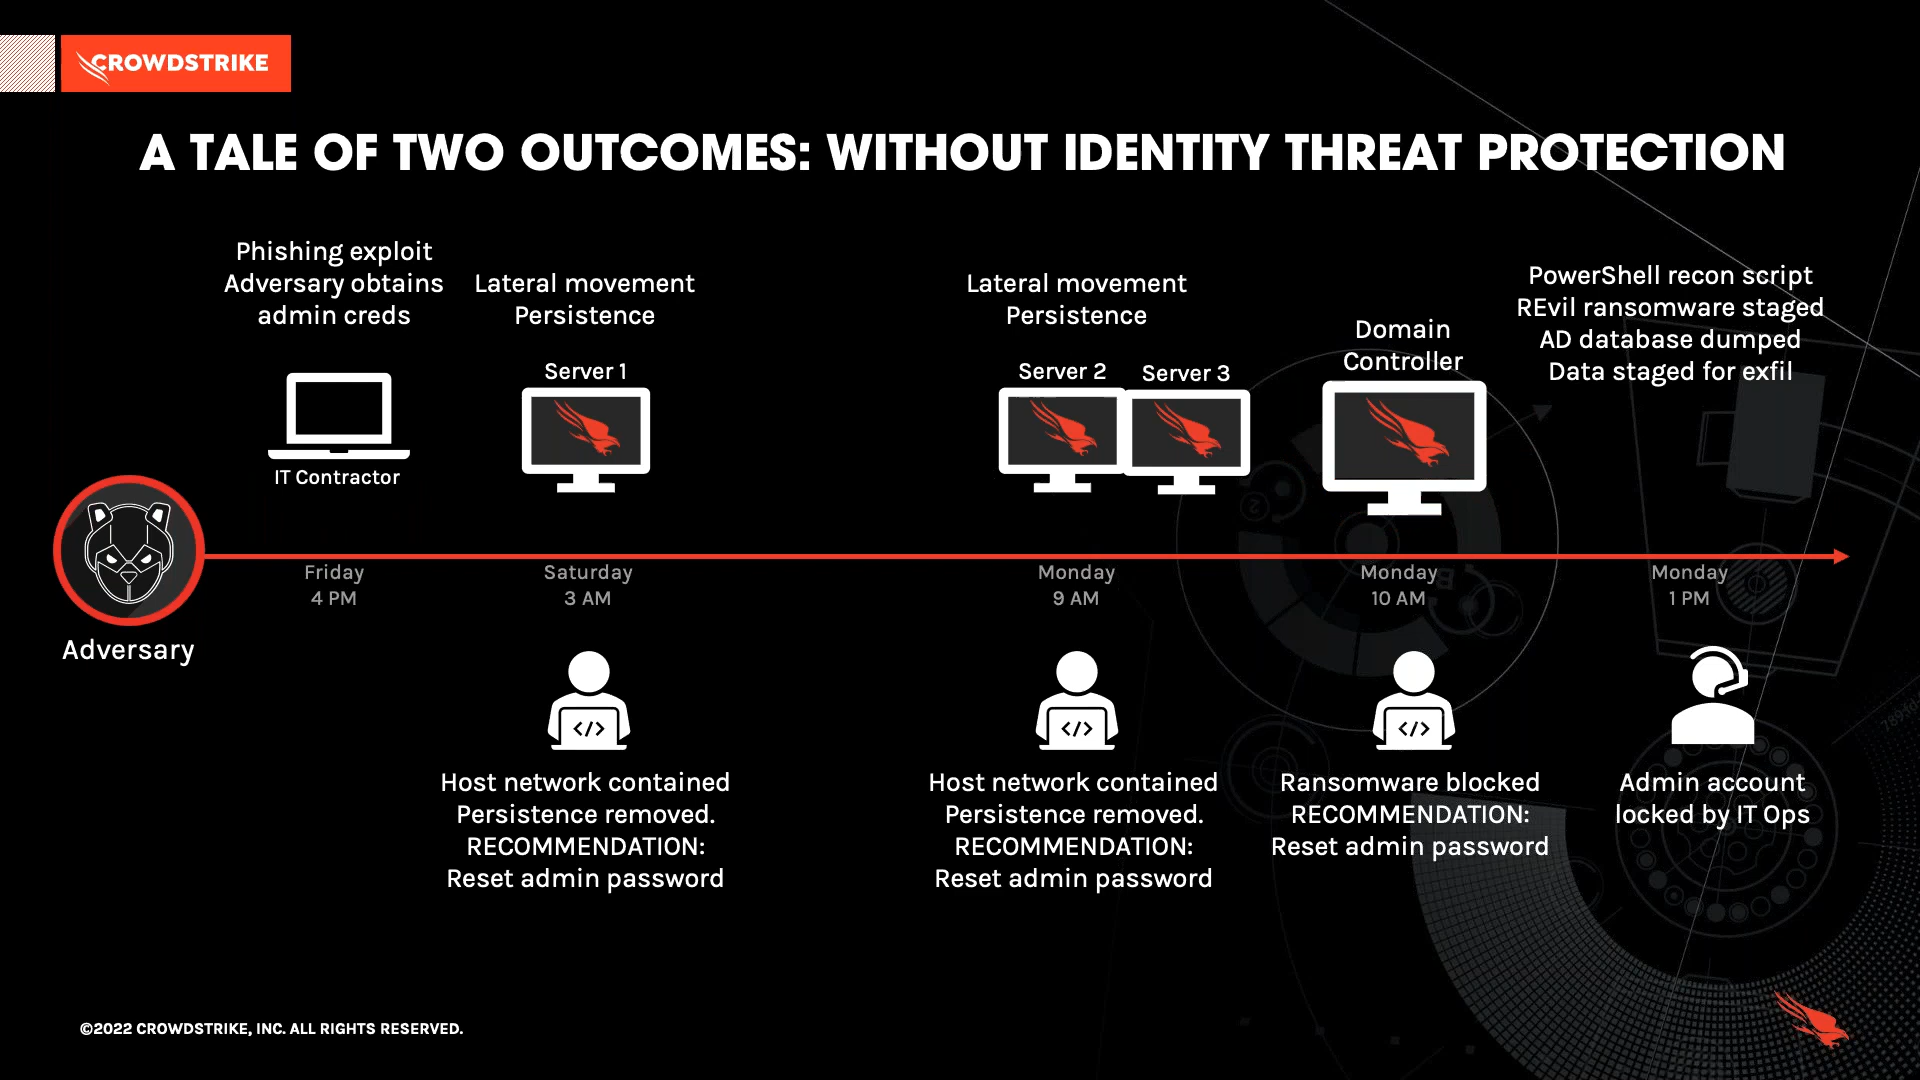 CROWDSTRIKE
A TALE OF TWO OUTCOMES: WITHOUT IDENTITY THREAT PROTECTION
Phishing exploit
Adversary obtains
admin creds
IT Contractor
Lateral movement
Persistence
Server 1
Lateral movement
Persistence
Server 2
Server 3
Domain
Controller
PowerShell recon script
REvil ransomware staged
AD database dumped
Data staged for exfil
Adversary
Friday
4 PM
Saturday
3 AM
Monday
9 AM
Monday
10 AM
Monday
1 PM
</>
Host network contained
Persistence removed.
RECOMMENDATION:
Reset admin password
</>
Host network contained
Persistence removed.
RECOMMENDATION:
Reset admin password
</>
Ransomware blocked
RECOMMENDATION:
Reset admin password
Admin account
locked by IT Ops
©2022 CROWDSTRIKE, INC. ALL RIGHTS RESERVED.